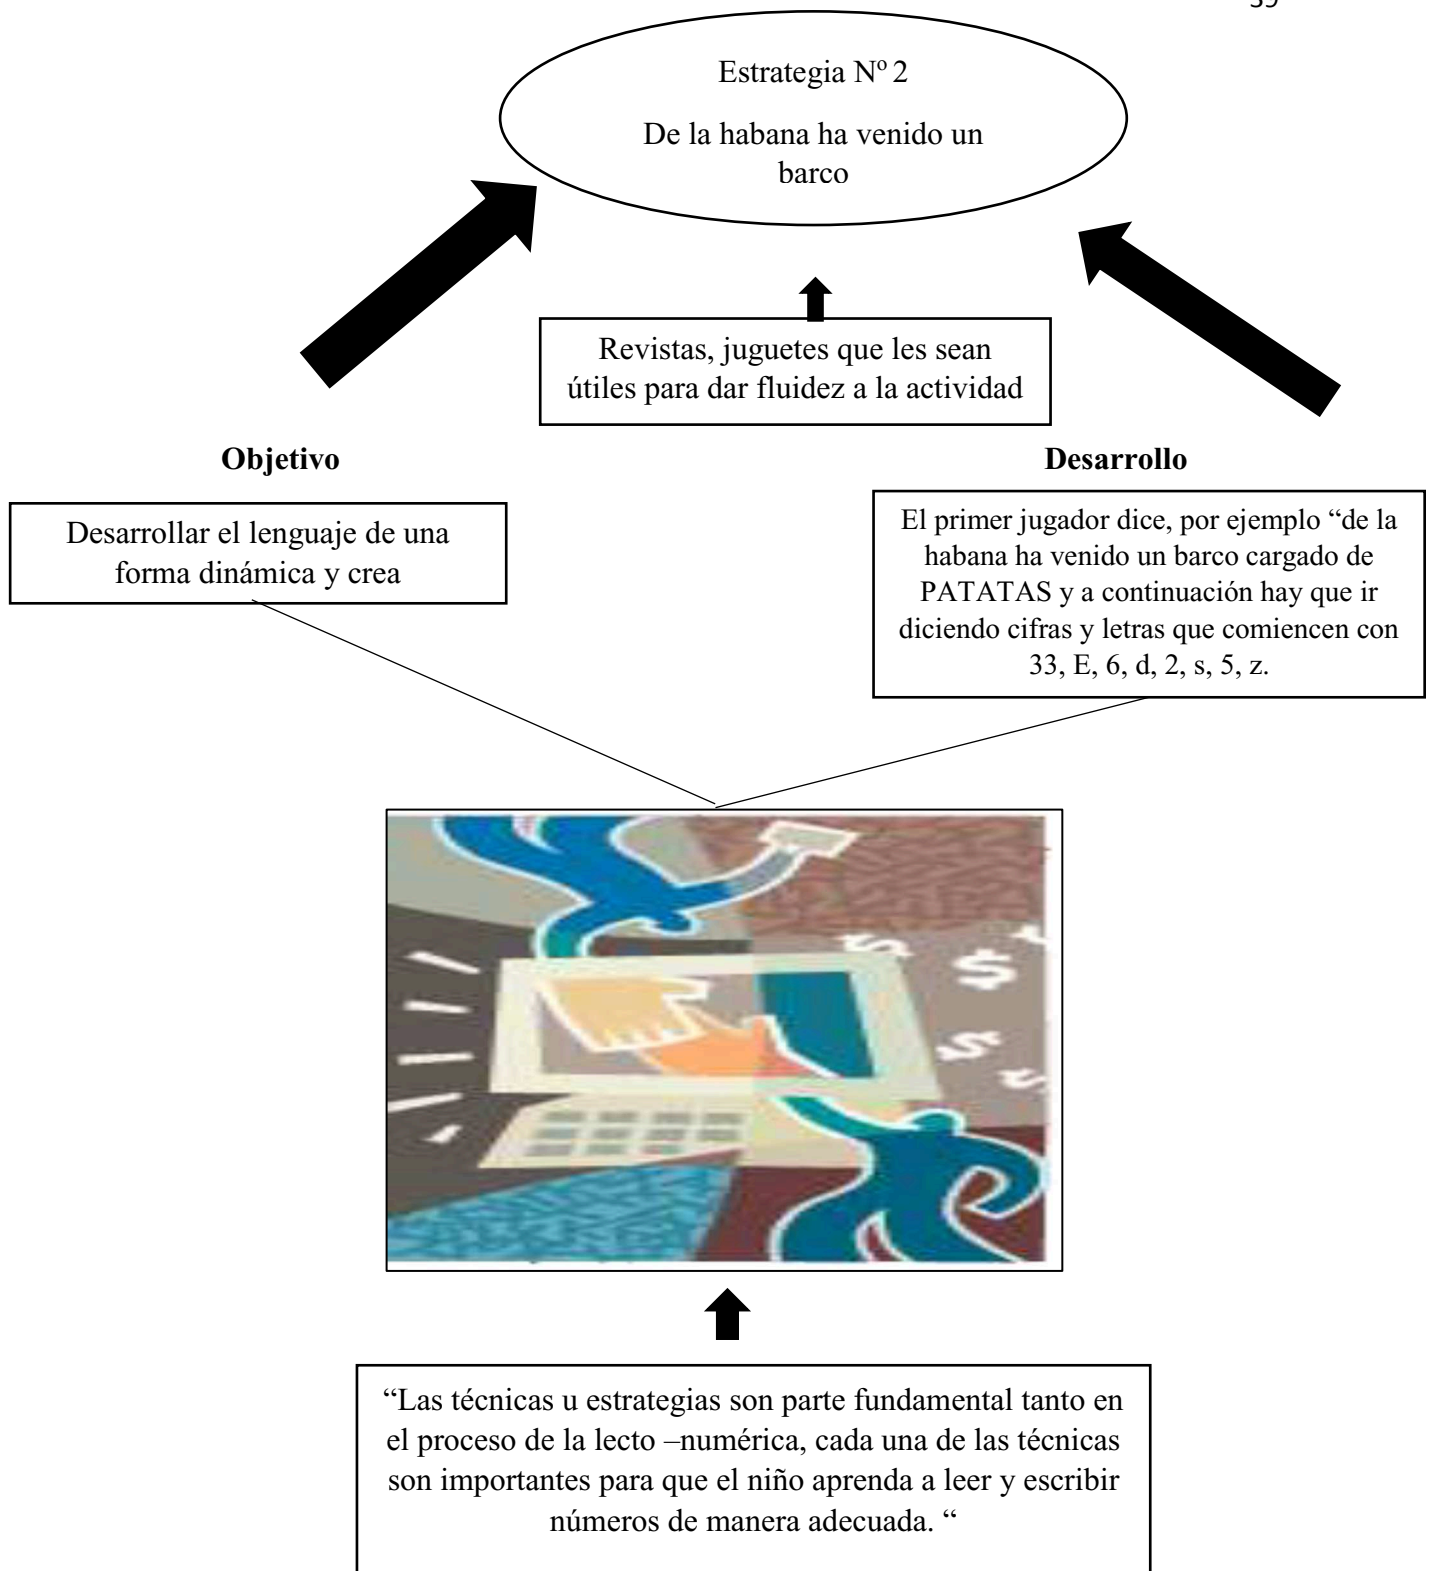 Estrategia Nº 2
De la habana ha venido un
barco
Revistas, juguetes que les sean
útiles para dar fluidez a la actividad
Objetivo
Desarrollo
Desarrollar el lenguaje de una
forma dinámica y crea
El primer jugador dice, por ejemplo “de la
habana ha venido un barco cargado de
PATATAS y a continuación hay que ir
diciendo cifras y letras que comiencen con
33, E, 6, d, 2, s, 5, z.
$
“Las técnicas u estrategias son parte fundamental tanto en
el proceso de la lecto –numérica, cada una de las técnicas
son importantes para que el niño aprenda a leer y escribir
números de manera adecuada. “